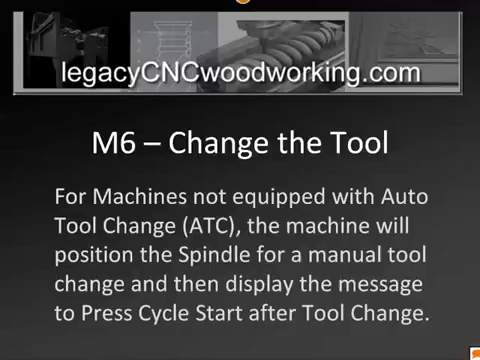 legacyCNCwoodworking.com
M6 – Change the Tool
For Machines not equipped with Auto
Tool Change (ATC), the machine will
position the Spindle for a manual tool
change and then display the message
to Press Cycle Start after Tool Change.